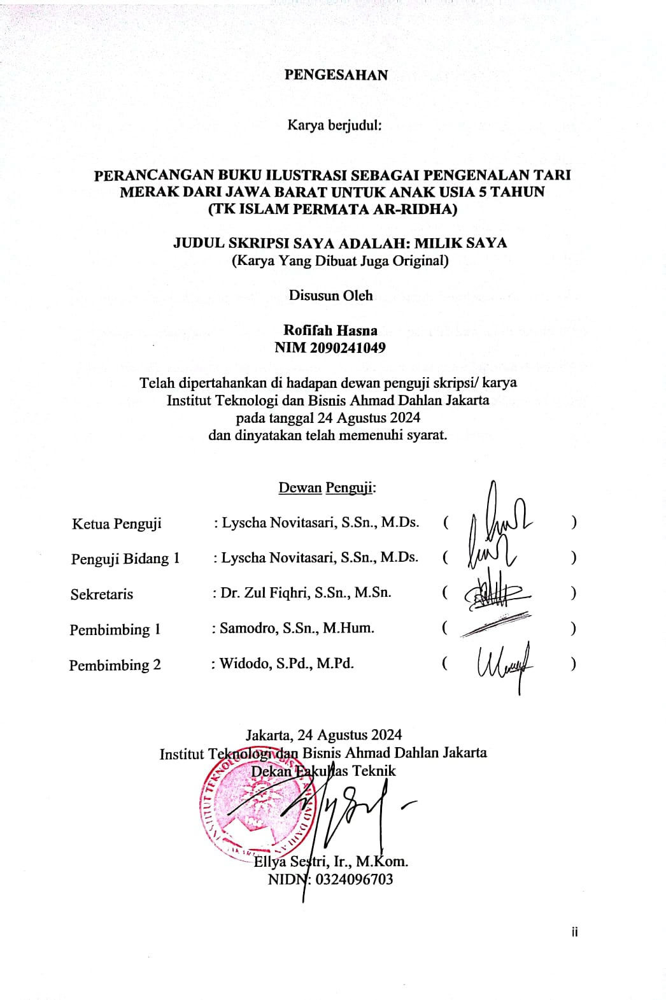 PENGESAHAN
Karya berjudul:
PERANCANGAN BUKU ILUSTRASI SEBAGAI PENGENALAN TARI
MERAK DARI JAWA BARAT UNTUK ANAK USIA 5 TAHUN
(TK ISLAM PERMATA AR-RIDHA)
JUDUL SKRIPSI SAYA ADALAH: MILIK SAYA
(Karya Yang Dibuat Juga Original)
Disusun Oleh
Rofifah Hasna
NIM 2090241049
Telah dipertahankan di hadapan dewan penguji skripsi/ karya
Institut Teknologi dan Bisnis Ahmad Dahlan Jakarta
pada tanggal 24 Agustus 2024
dan dinyatakan telah memenuhi syarat.
Dewan Penguji:
Ketua Penguji : Lyscha Novitasari, S.Sn., M.Ds. ( )
Penguji Bidang 1 : Lyscha Novitasari, S.Sn., M.Ds. ( )
Sekretaris : Dr. Zul Fiqhri, S.Sn., M.Sn. ( )
Pembimbing 1 : Samodro, S.Sn., M.Hum. ( )
Pembimbing 2 : Widodo, S.Pd., M.Pd. ( )
Jakarta, 24 Agustus 2024
Institut Teknologi dan Bisnis Ahmad Dahlan Jakarta
Dekan Fakultas Teknik
INSTITUT TEKNOLOGI
Ellya Sestri, Ir., M.Kom.
NIDN: 0324096703
ii